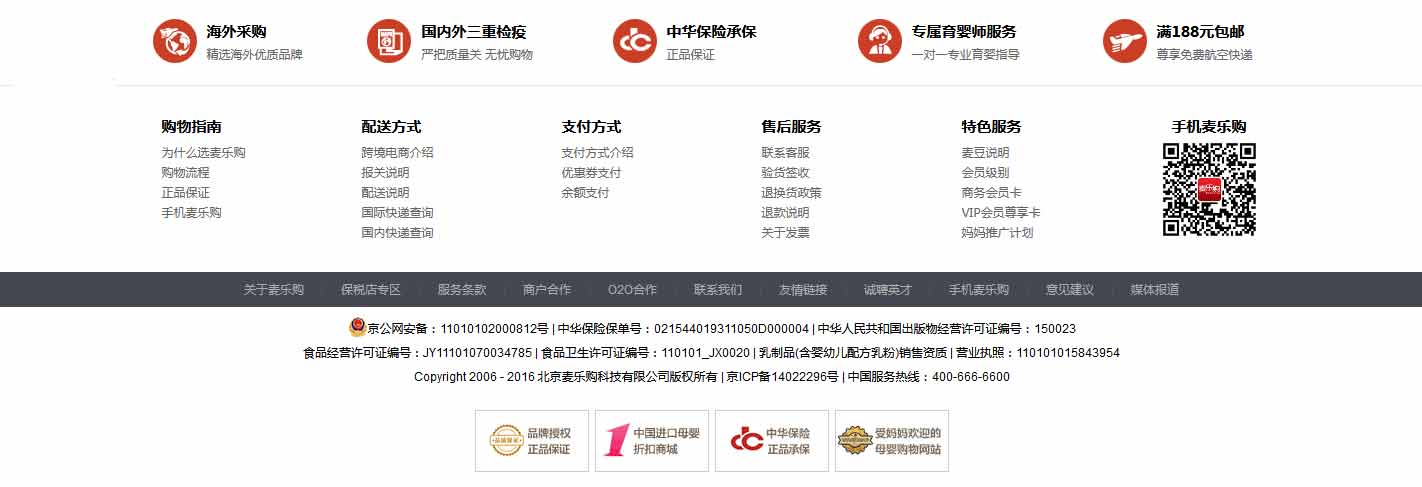 海外采购
精选海外优质品牌
国内外三重检疫
严把质量关 无忧购物
中华保险承保
正品保证
专属育婴师服务
一对一专业育婴指导
满188元包邮
尊享免费航空快递
购物指南
为什么选麦乐购
购物流程
正品保证
手机麦乐购
配送方式
跨境电商介绍
报关说明
配送说明
国际快递查询
国内快递查询
支付方式
支付方式介绍
优惠券支付
余额支付
售后服务
联系客服
验货签收
退换货政策
退款说明
关于发票
特色服务
麦豆说明
会员级别
商务会员卡
VIP会员尊享卡
妈妈推广计划
手机麦乐购
麦乐购
关于麦乐购 保税店专区 服务条款 商户合作 O2O合作 联系我们 友情链接 诚聘英才 手机麦乐购 意见建议 媒体报道
京公网安备：11010102000812号 | 中华保险保单号：021544019311050D000004 | 中华人民共和国出版物经营许可证编号：150023
食品经营许可证编号：JY11101070034785 | 食品卫生许可证编号：110101_JX0020 | 乳制品(含婴幼儿配方乳粉)销售资质 | 营业执照：110101015843954
Copyright 2006 - 2016 北京麦乐购科技有限公司版权所有 | 京ICP备14022296号 | 中国服务热线：400-666-6600
品牌授权
正品保证
中国进口母婴
折扣商城
中华保险
正品承保
受妈妈欢迎的
母婴购物网站